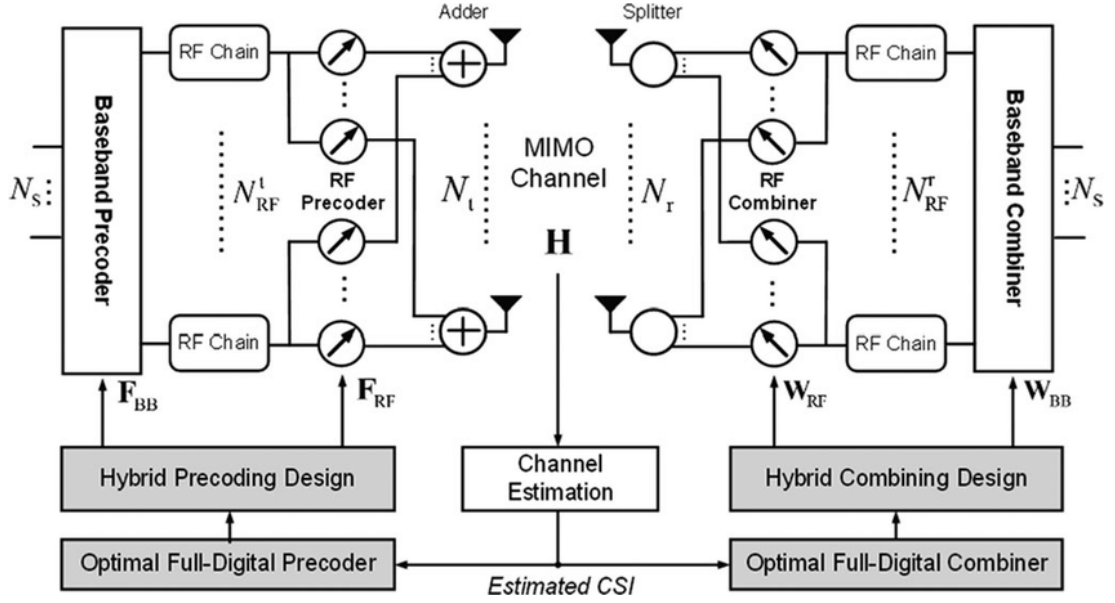 Adder
Splitter
RF Chain
RF Chain
Baseband Precoder
Baseband Combiner
MIMO
Channel
H
N_S
N_RF^t
RF
Precoder
N_t
N_r
RF
Combiner
N_RF^r
N_S
RF Chain
RF Chain
F_BB
F_RF
W_RF
W_BB
Hybrid Precoding Design
Channel
Estimation
Hybrid Combining Design
Optimal Full-Digital Precoder
Estimated CSI
Optimal Full-Digital Combiner